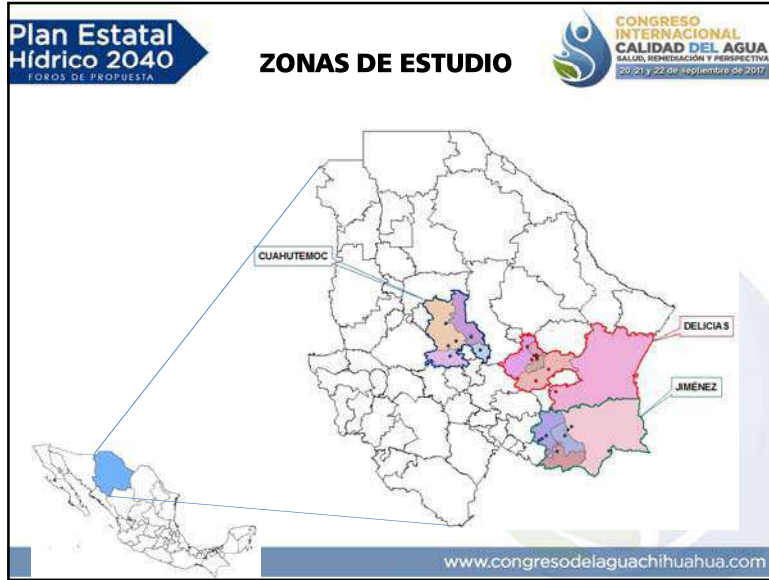 Plan Estatal
Hídrico 2040
FOROS DE PROPUESTA
ZONAS DE ESTUDIO
CONGRESO
INTERNACIONAL
CALIDAD DEL AGUA
SALUD, REMEDIACIÓN Y PERSPECTIVA
20, 21 y 22 de septiembre de 2017
CUAHUTEMOC
DELICIAS
JIMÉNEZ
www.congresodelaguachihuahua.com